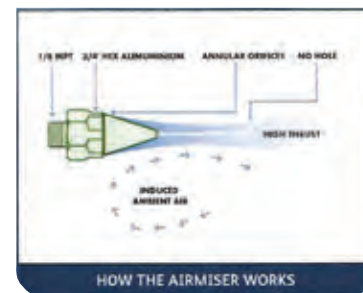 1/8 MPT 3/4" HEX ALUMINIUM ANNULAR ORIFICES NO HOLE
HIGH THRUST
INDUCED
AMBIENT AIR
HOW THE AIRMISER WORKS